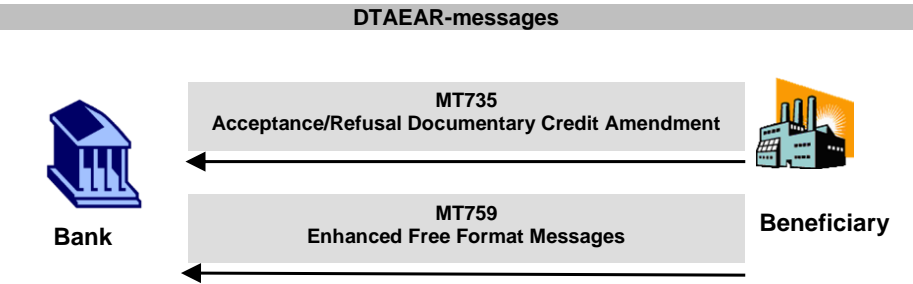 DTAEAR-messages
MT735
Acceptance/Refusal Documentary Credit Amendment
MT759
Enhanced Free Format Messages
Bank
Beneficiary